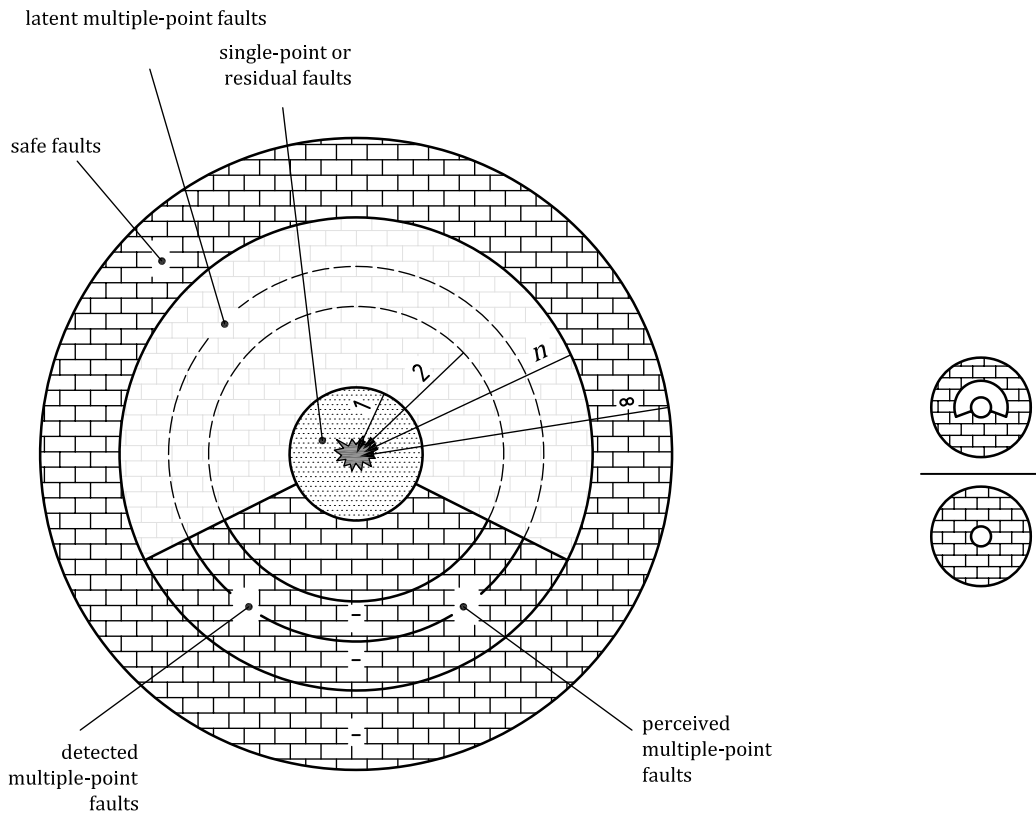 latent multiple-point faults
single-point or
residual faults
safe faults
1
2
n
∞
detected
multiple-point
faults
perceived
multiple-point
faults